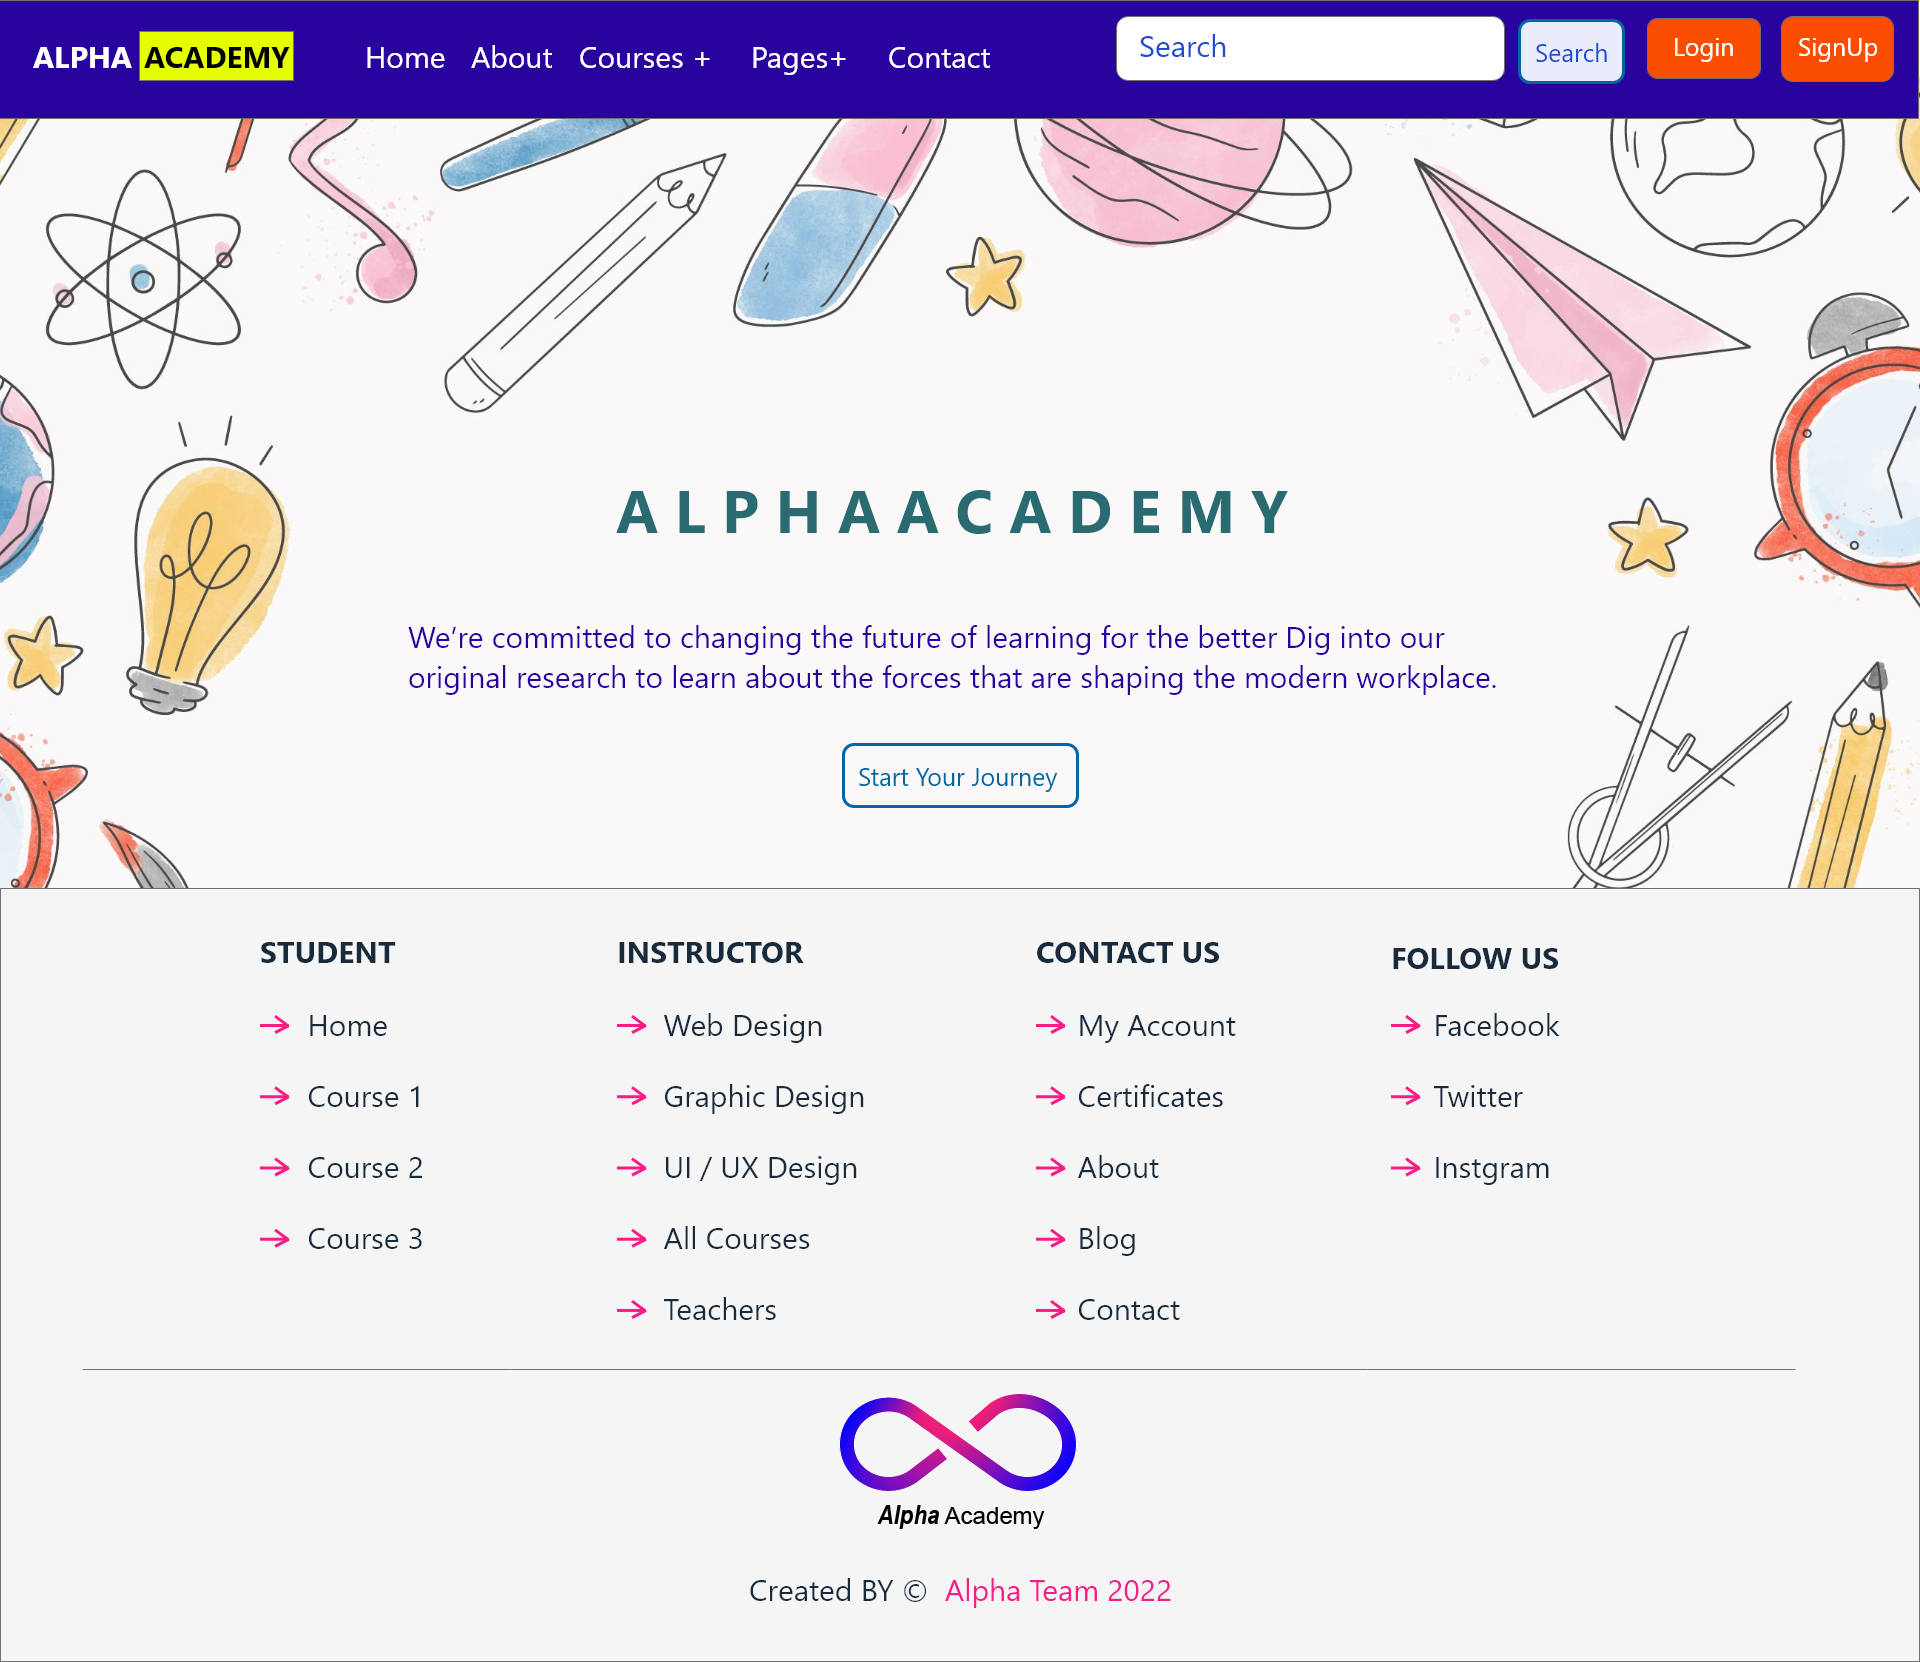 ALPHA ACADEMY Home About Courses + Pages+ Contact Search Search Login SignUp
ALPHAACADEMY
We’re committed to changing the future of learning for the better Dig into our
original research to learn about the forces that are shaping the modern workplace.
Start Your Journey
STUDENT
Home
Course 1
Course 2
Course 3
INSTRUCTOR
Web Design
Graphic Design
UI / UX Design
All Courses
Teachers
CONTACT US
My Account
Certificates
About
Blog
Contact
FOLLOW US
Facebook
Twitter
Instgram
Alpha Academy
Created BY © Alpha Team 2022